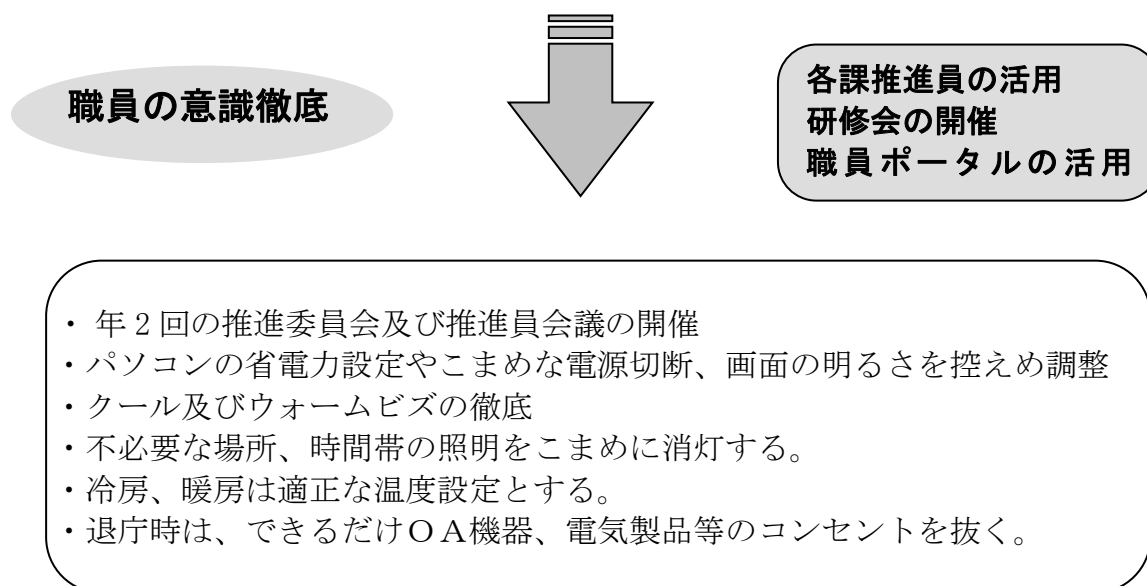 職員の意識徹底
各課推進員の活用
研修会の開催
職員ポータルの活用
・ 年２回の推進委員会及び推進員会議の開催
・パソコンの省電力設定やこまめな電源切断、画面の明るさを控えめ調整
・クール及びウォームビズの徹底
・不必要な場所、時間帯の照明をこまめに消灯する。
・冷房、暖房は適正な温度設定とする。
・退庁時は、できるだけＯＡ機器、電気製品等のコンセントを抜く。